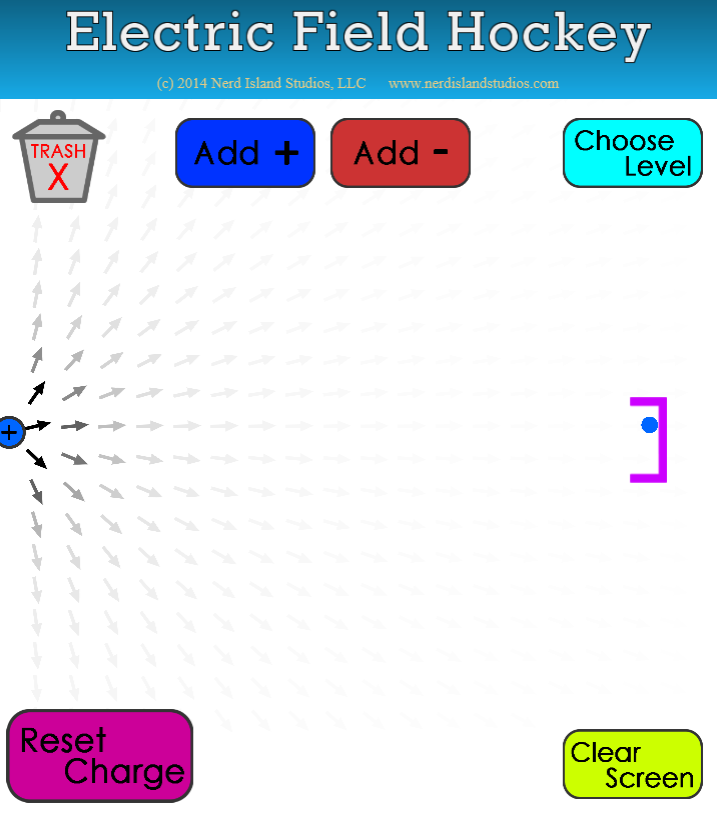 Electric Field Hockey
(c) 2014 Nerd Island Studios, LLC www.nerdislandstudios.com
TRASH
X
Add +
Add -
Choose
Level
+
Reset
Charge
Clear
Screen